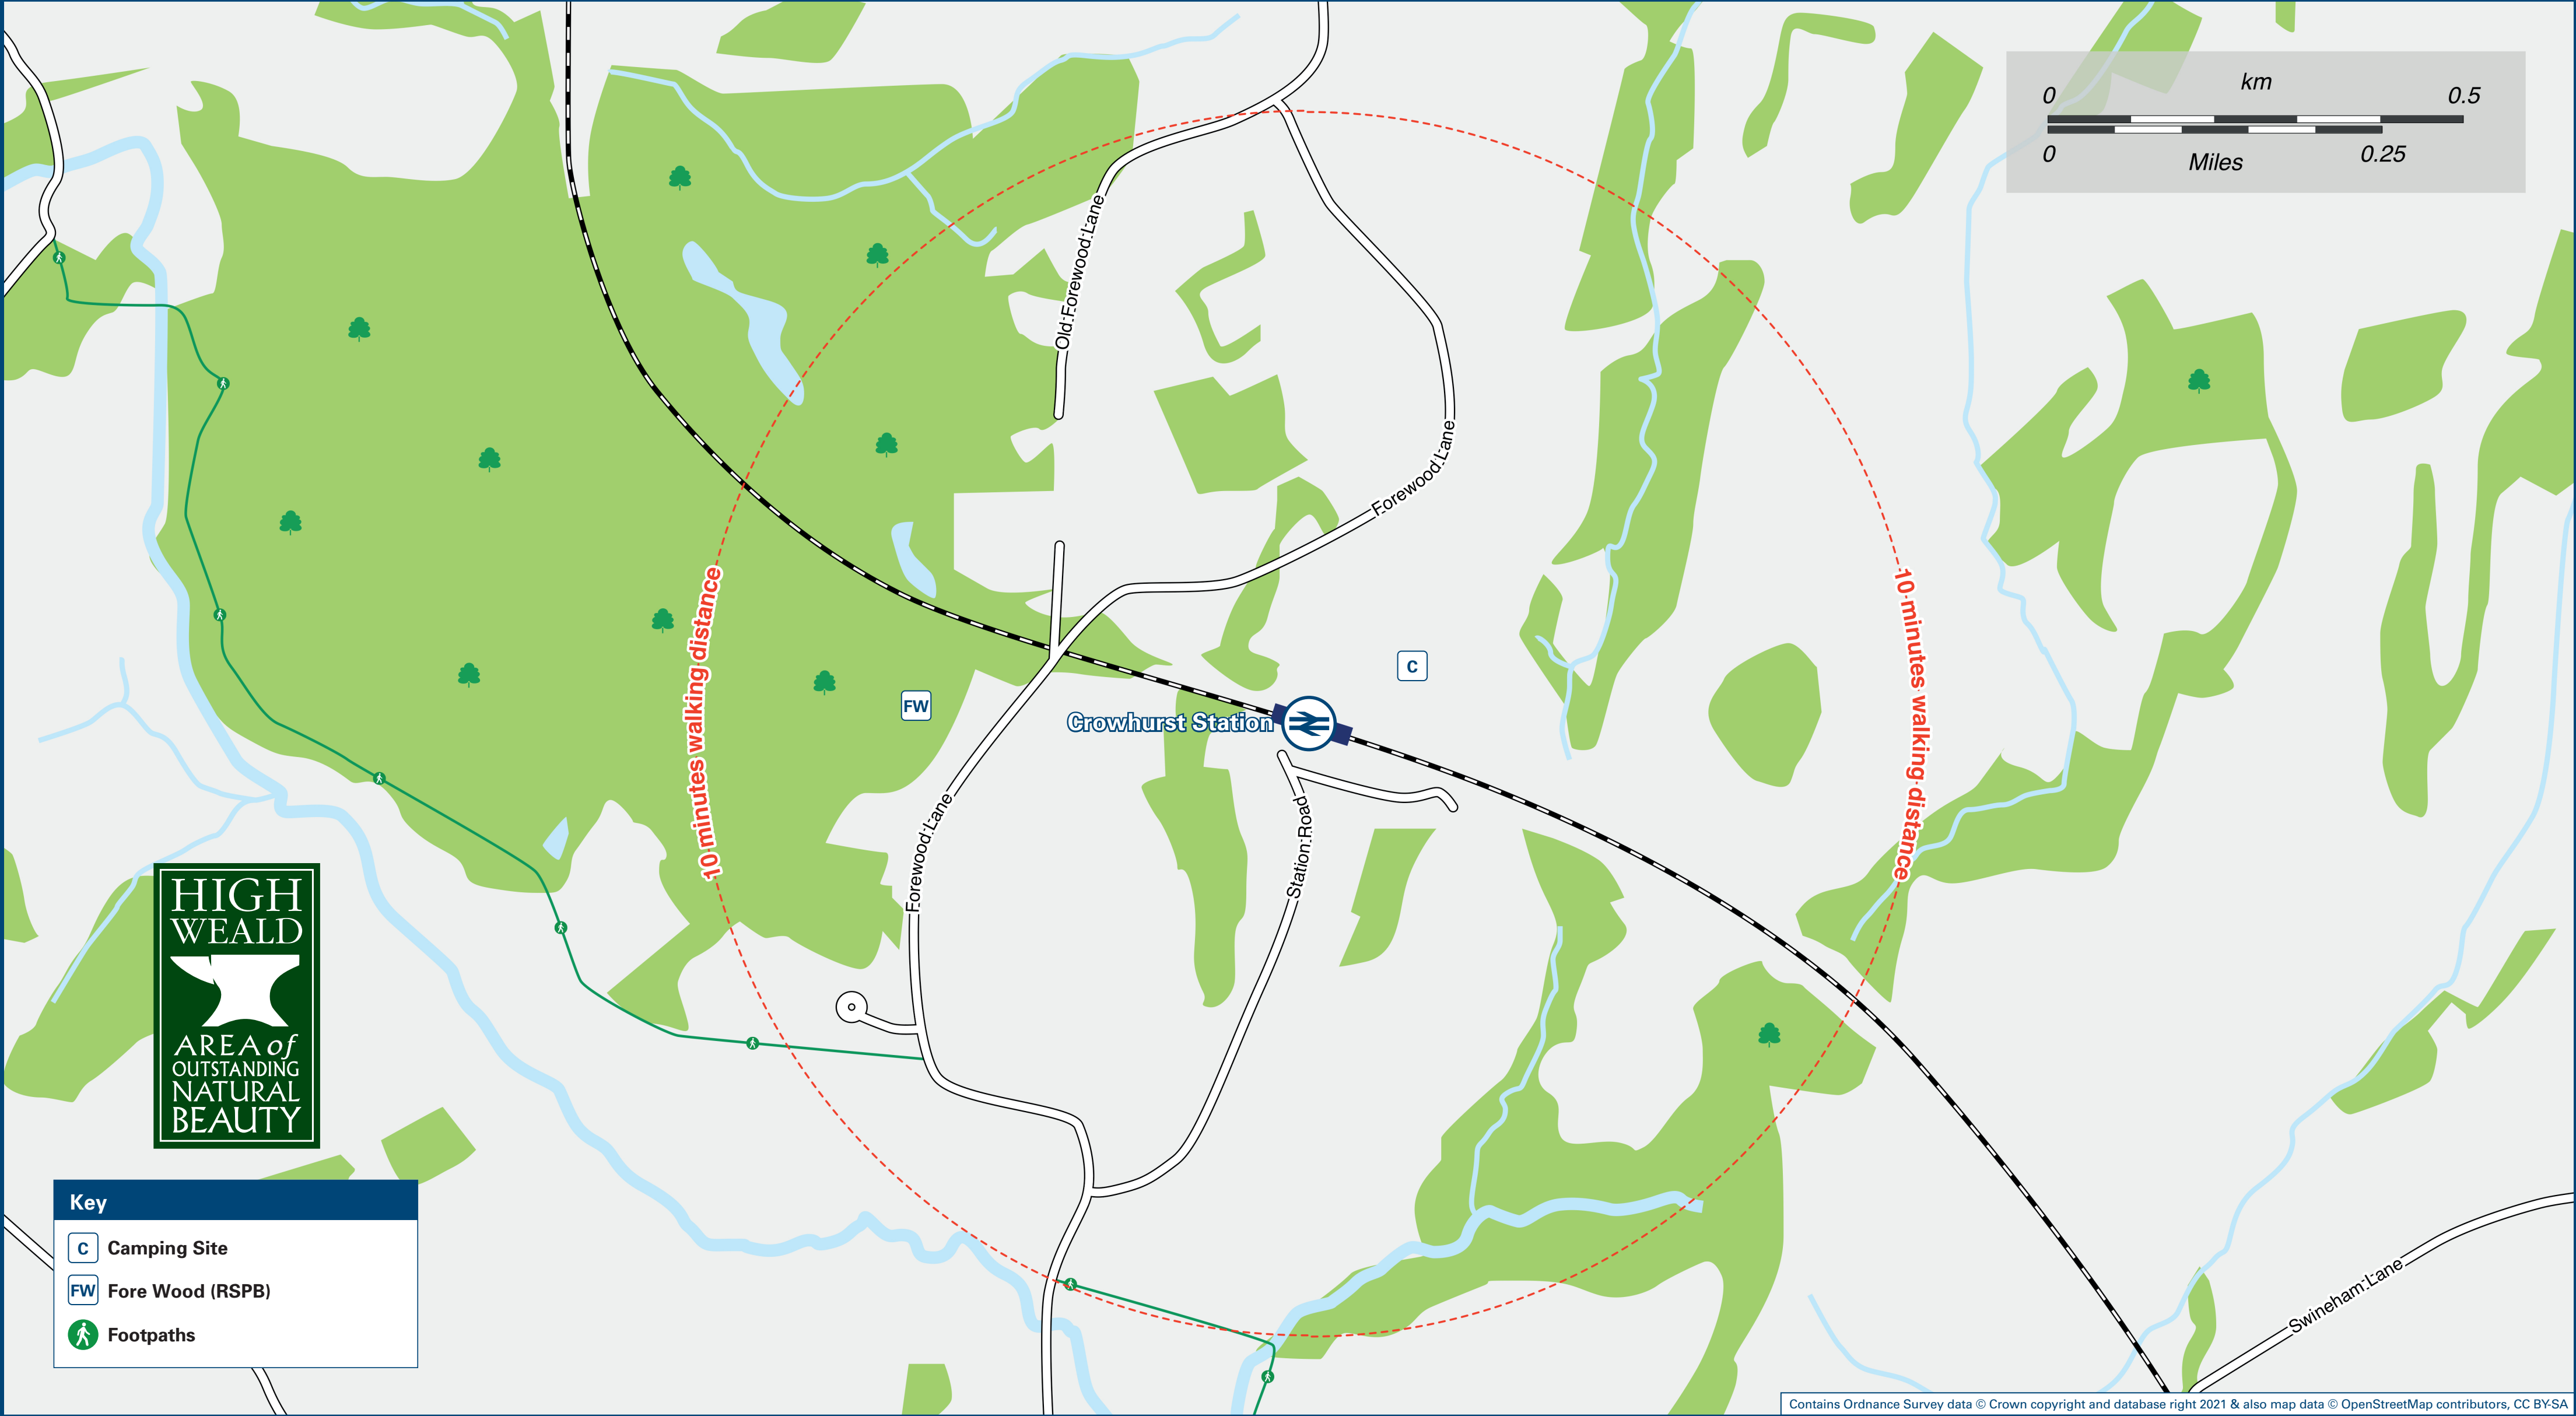 km
0 0.5
0 0.25
Miles
Old Forewood Lane
Forewood Lane
10 minutes walking distance
10 minutes walking distance
C
FW
Crowhurst Station
Forewood Lane
Station Road
HIGH
WEALD
AREA of
OUTSTANDING
NATURAL
BEAUTY
Key
C Camping Site
FW Fore Wood (RSPB)
Footpaths
Swineham Lane
Contains Ordnance Survey data © Crown copyright and database right 2021 & also map data © OpenStreetMap contributors, CC BY-SA